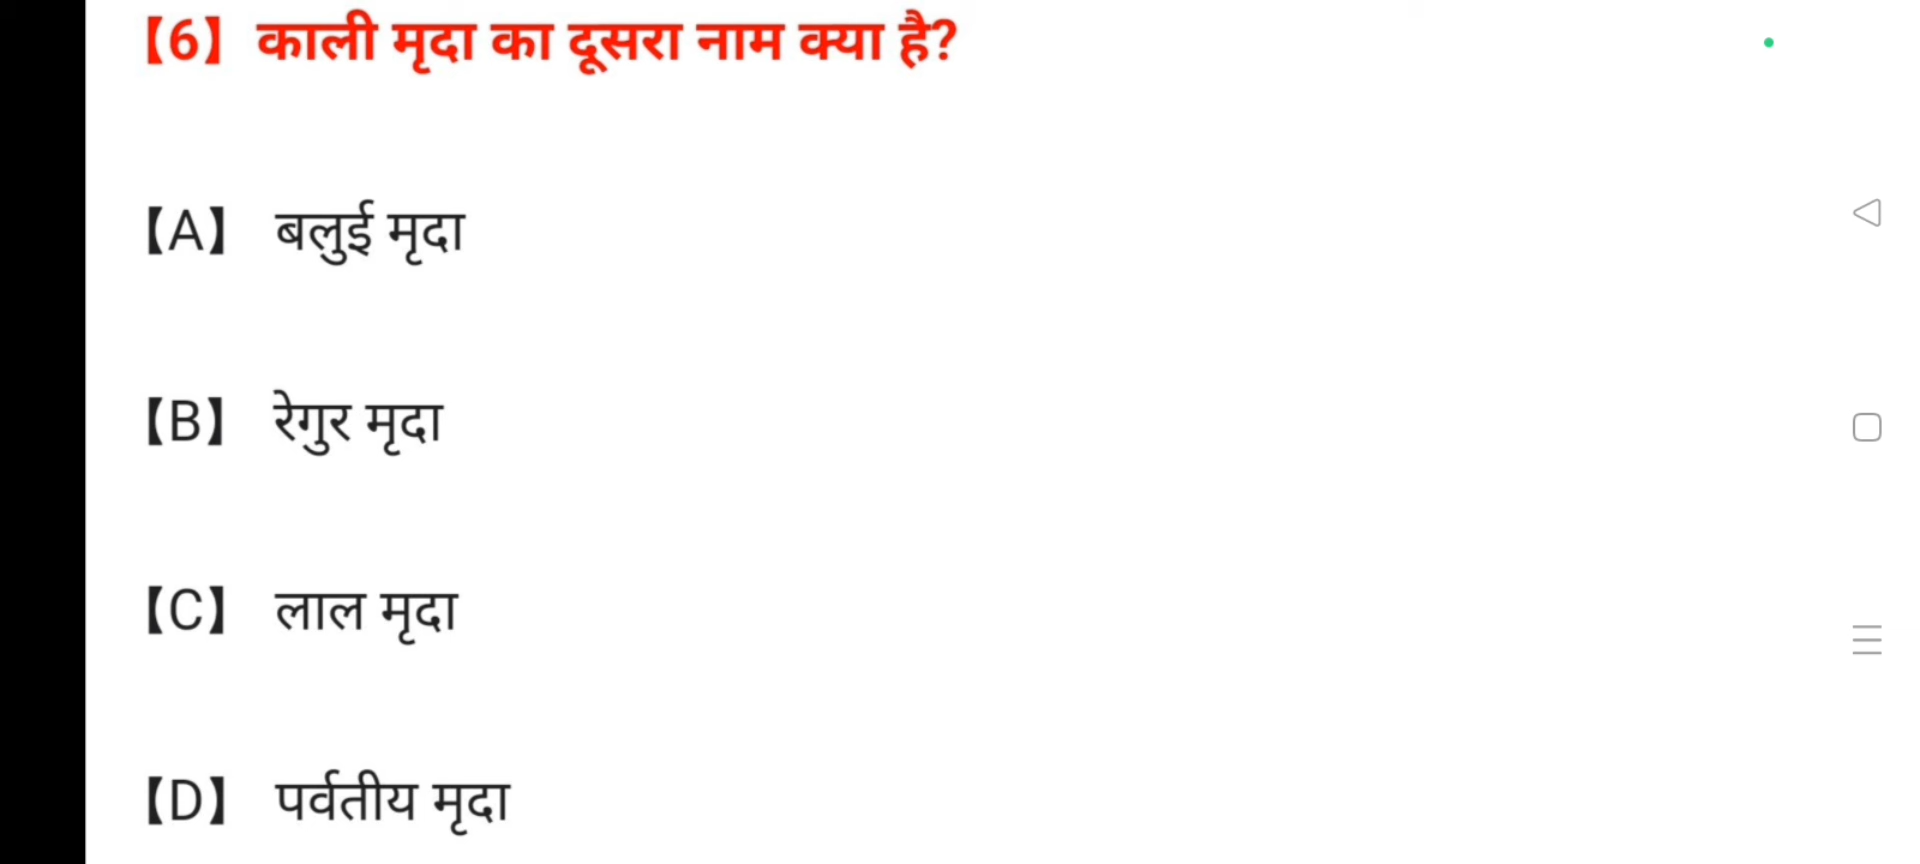 【6】 काली मृदा का दूसरा नाम क्या है?
【A】 बलुई मृदा
【B】 रेगुर मृदा
【C】 लाल मृदा
【D】 पर्वतीय मृदा